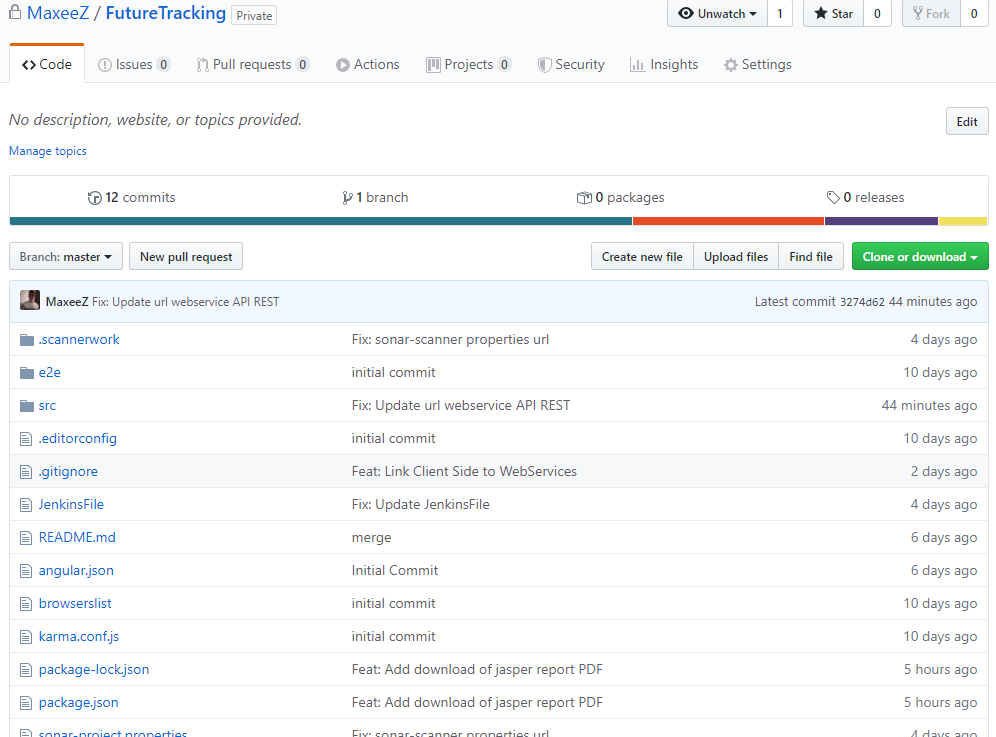 MaxeeZ / FutureTracking Private
Unwatch 1 Star 0 Fork 0
Code Issues 0 Pull requests 0 Actions Projects 0 Security Insights Settings
No description, website, or topics provided. Edit
Manage topics
12 commits 1 branch 0 packages 0 releases
Branch: master New pull request Create new file Upload files Find file Clone or download
MaxeeZ Fix: Update url webservice API REST Latest commit 3274d62 44 minutes ago
.scannerwork Fix: sonar-scanner properties url 4 days ago
e2e initial commit 10 days ago
src Fix: Update url webservice API REST 44 minutes ago
.editorconfig initial commit 10 days ago
.gitignore Feat: Link Client Side to WebServices 2 days ago
JenkinsFile Fix: Update JenkinsFile 4 days ago
README.md merge 6 days ago
angular.json Initial Commit 6 days ago
browserslist initial commit 10 days ago
karma.conf.js initial commit 10 days ago
package-lock.json Feat: Add download of jasper report PDF 5 hours ago
package.json Feat: Add download of jasper report PDF 5 hours ago
sonar-project.properties Fix: sonar-scanner properties url 4 days ago